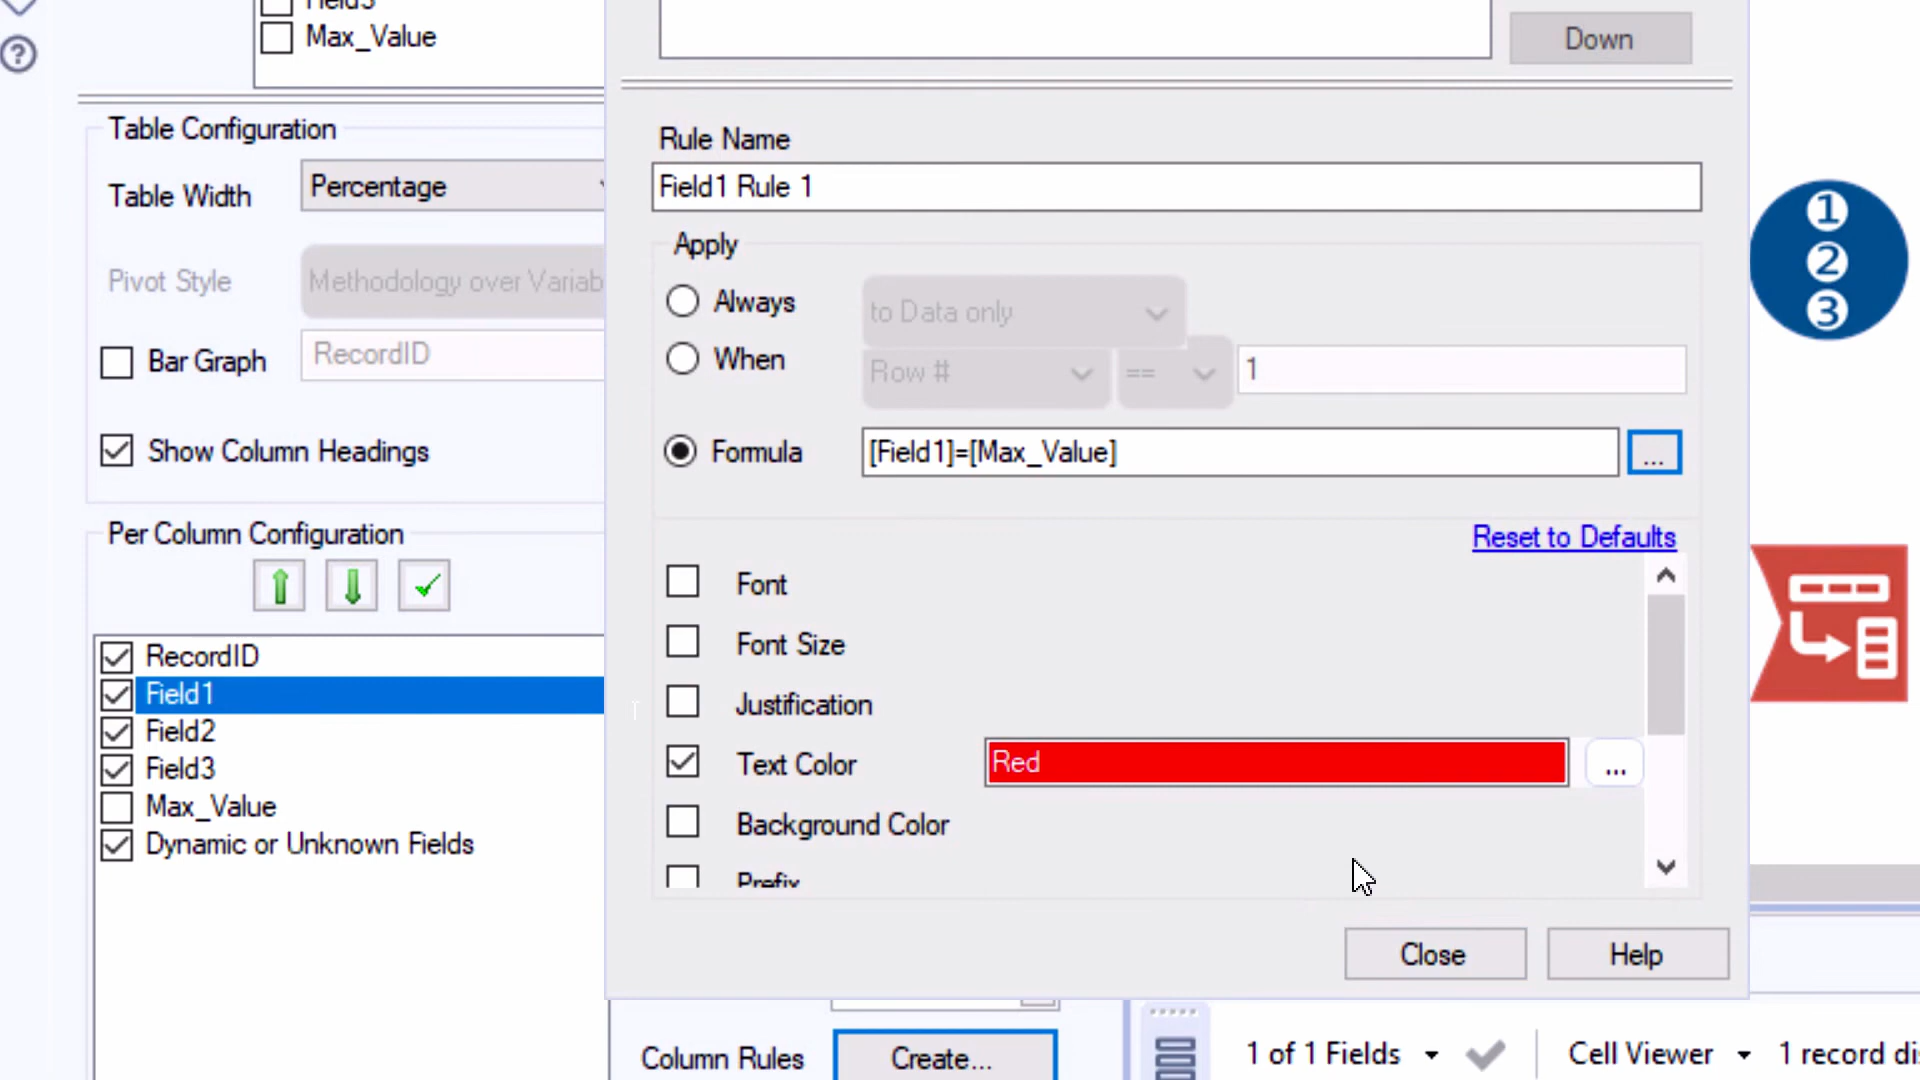 Field3
Max_Value
Down
Table Configuration
Table Width
Percentage
Pivot Style
Methodology over Variab
Bar Graph
RecordID
Show Column Headings
Per Column Configuration
RecordID
Field1
Field2
Field3
Max_Value
Dynamic or Unknown Fields
Rule Name
Field1 Rule 1
Apply
Always
to Data only
When
Row #
==
1
Formula
[Field1]=[Max_Value]
...
Reset to Defaults
Font
Font Size
Justification
Text Color
Red
...
Background Color
Prefix
Close
Help
Column Rules
Create...
1 of 1 Fields
Cell Viewer
1 record di
1
2
3